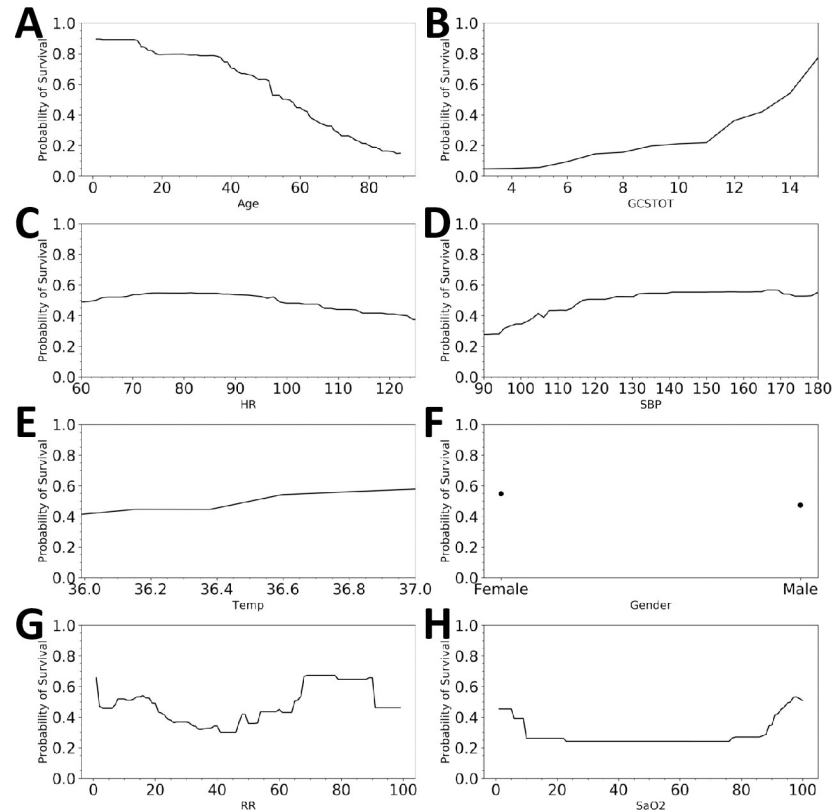 A
Probability of Survival
1.0
0.8
0.6
0.4
0.2
0.0
0 20 40 60 80
Age
B
Probability of Survival
1.0
0.8
0.6
0.4
0.2
0.0
4 6 8 10 12 14
GCSTOT
C
Probability of Survival
1.0
0.8
0.6
0.4
0.2
0.0
60 70 80 90 100 110 120
HR
D
Probability of Survival
1.0
0.8
0.6
0.4
0.2
0.0
90 100 110 120 130 140 150 160 170 180
SBP
E
Probability of Survival
1.0
0.8
0.6
0.4
0.2
0.0
36.0 36.2 36.4 36.6 36.8 37.0
Temp
F
Probability of Survival
1.0
0.8
0.6
0.4
0.2
0.0
Female Male
Gender
G
Probability of Survival
1.0
0.8
0.6
0.4
0.2
0.0
0 20 40 60 80 100
RR
H
Probability of Survival
1.0
0.8
0.6
0.4
0.2
0.0
0 20 40 60 80 100
SaO2